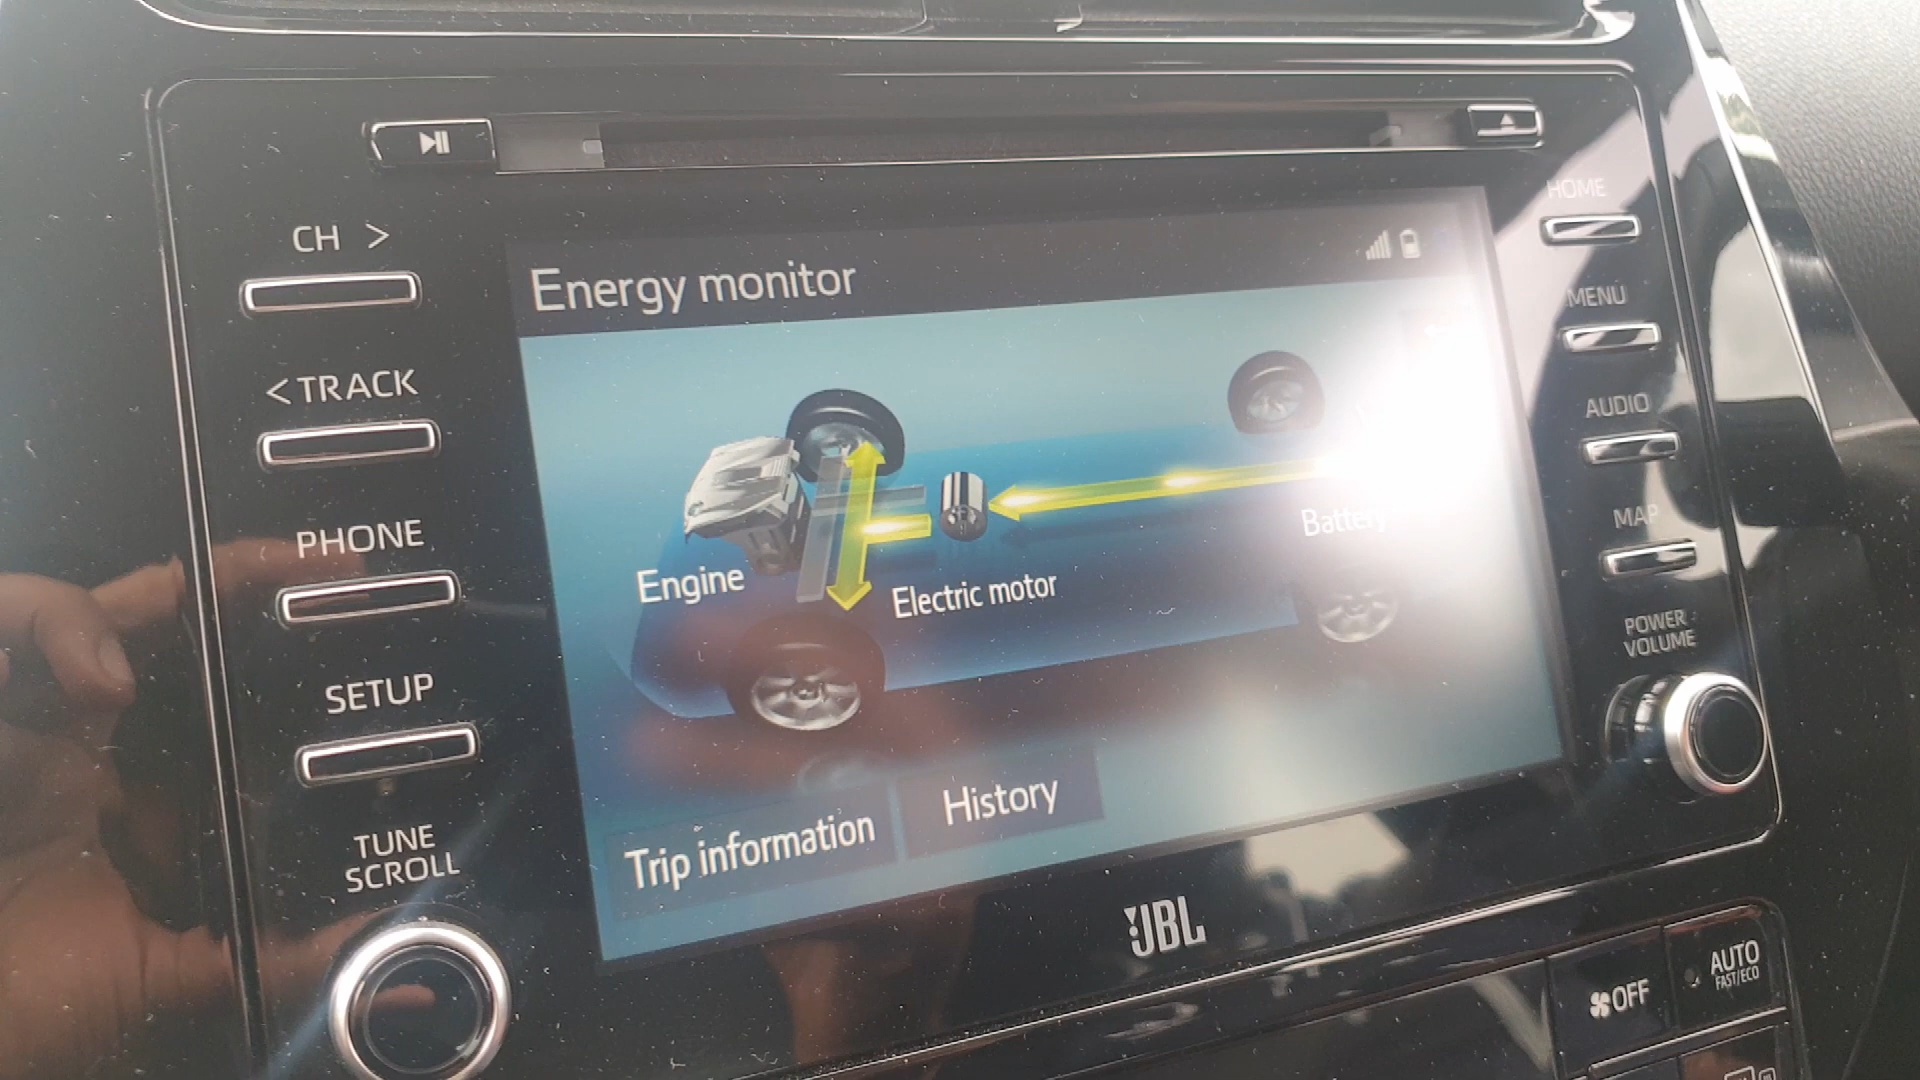 CH >
< TRACK
PHONE
SETUP
TUNE
SCROLL
Energy monitor
Engine
Electric motor
Battery
Trip information
History
HOME
MENU
AUDIO
MAP
POWER
VOLUME
JBL
OFF
AUTO
FAST/ECO